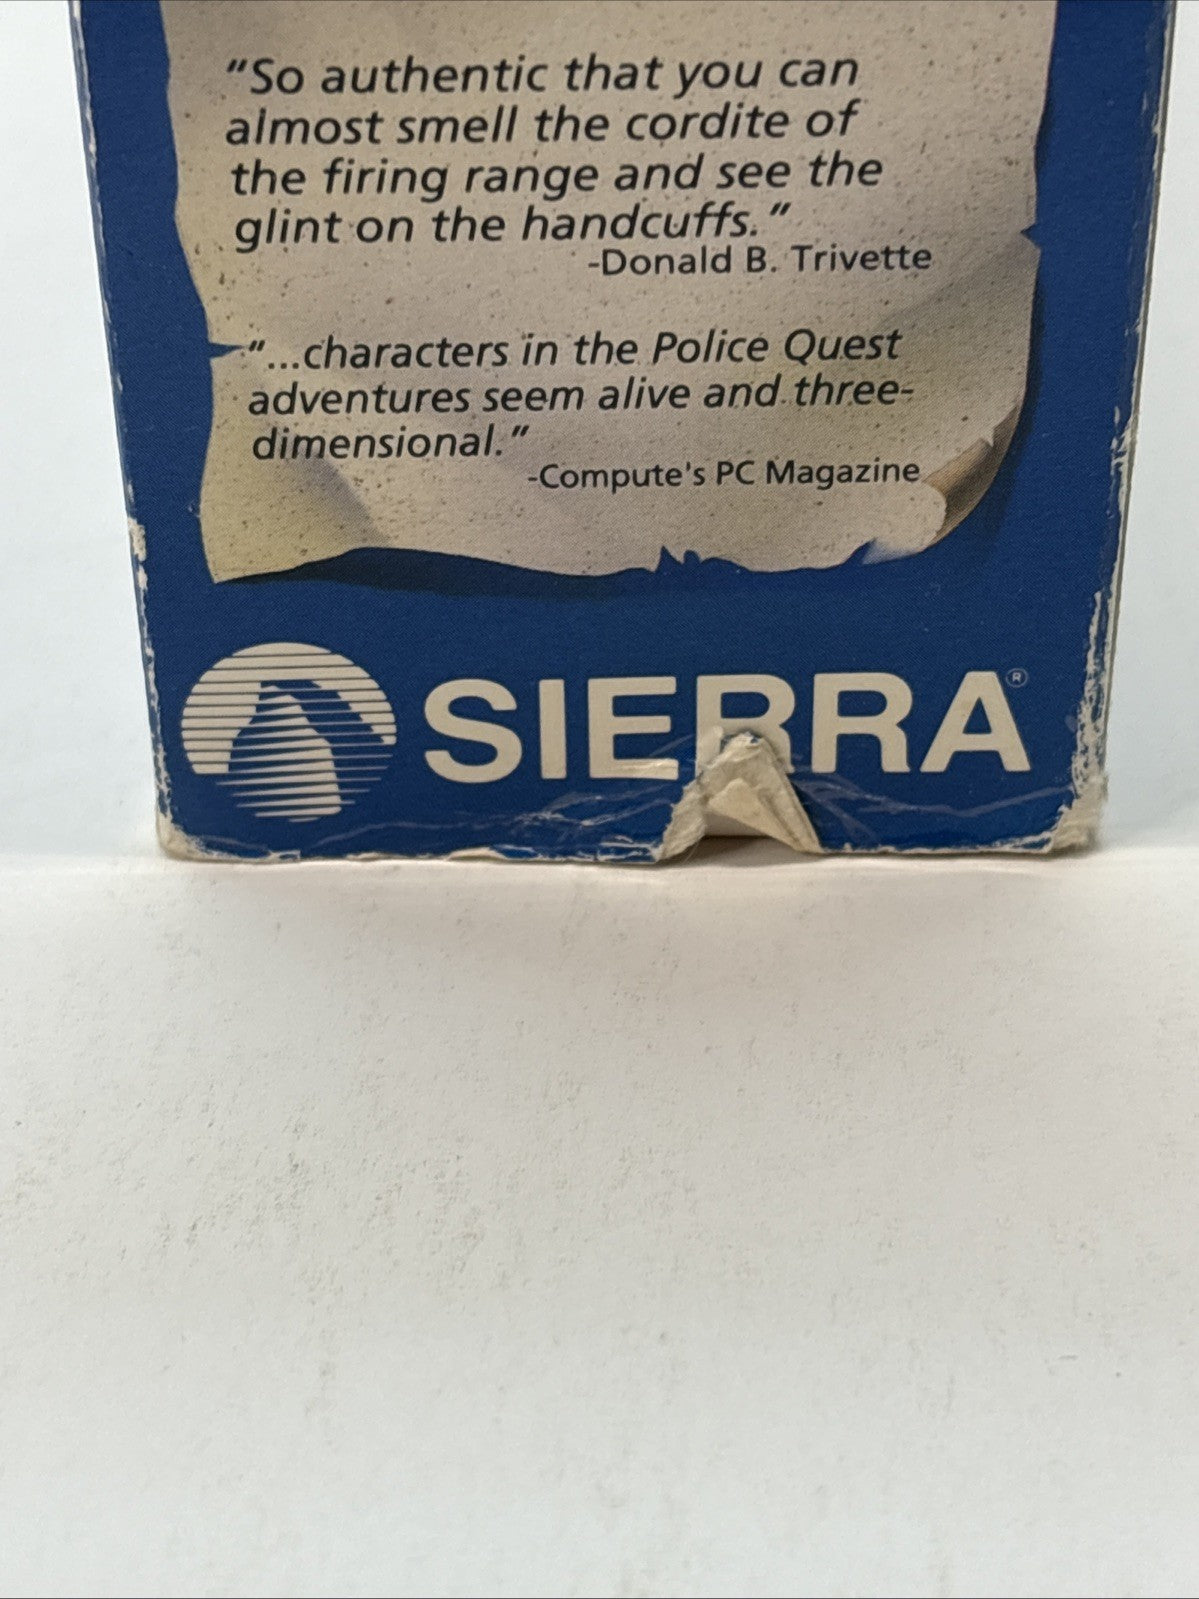 "So authentic that you can
almost smell the cordite of
the firing range and see the
glint on the handcuffs."
-Donald B. Trivette
"...characters in the Police Quest
adventures seem alive and three-
dimensional."
-Compute's PC Magazine
SIERRA®